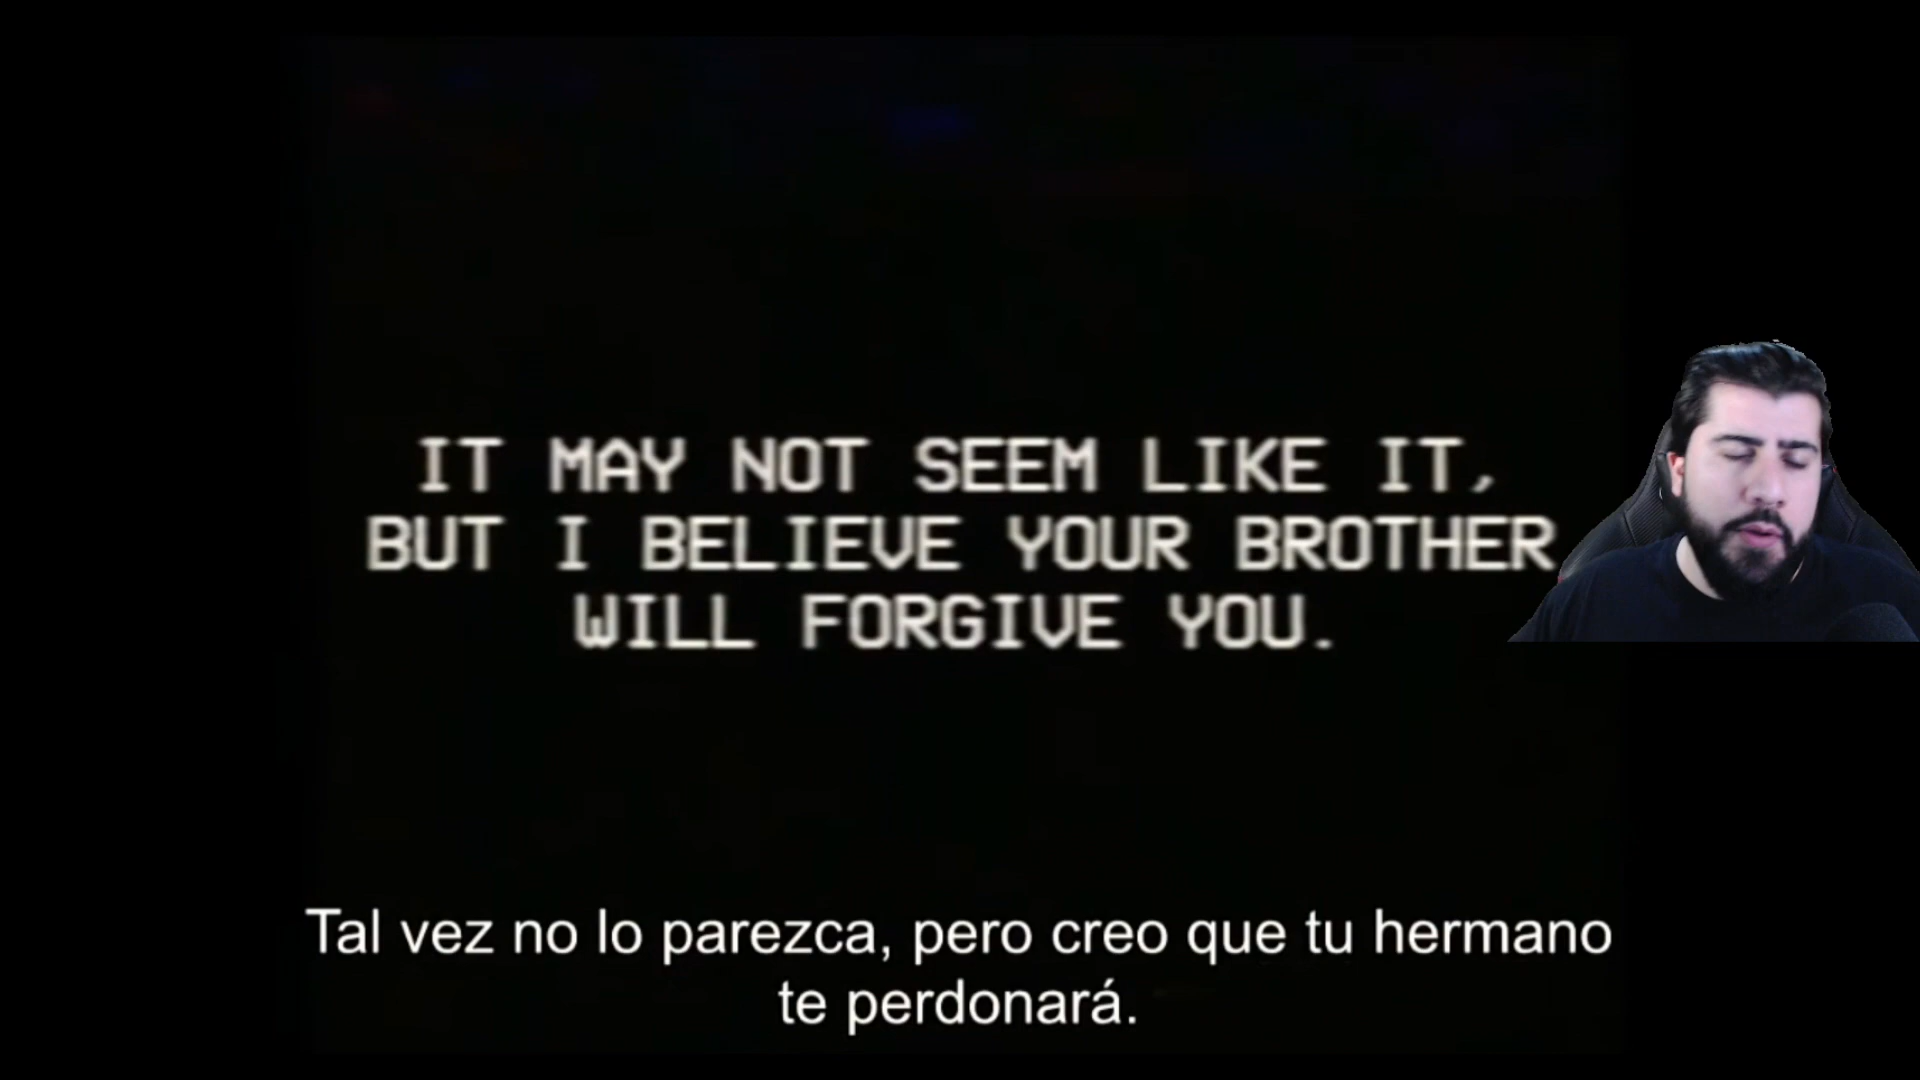 IT MAY NOT SEEM LIKE IT,
BUT I BELIEVE YOUR BROTHER
WILL FORGIVE YOU.
Tal vez no lo parezca, pero creo que tu hermano
te perdonará.